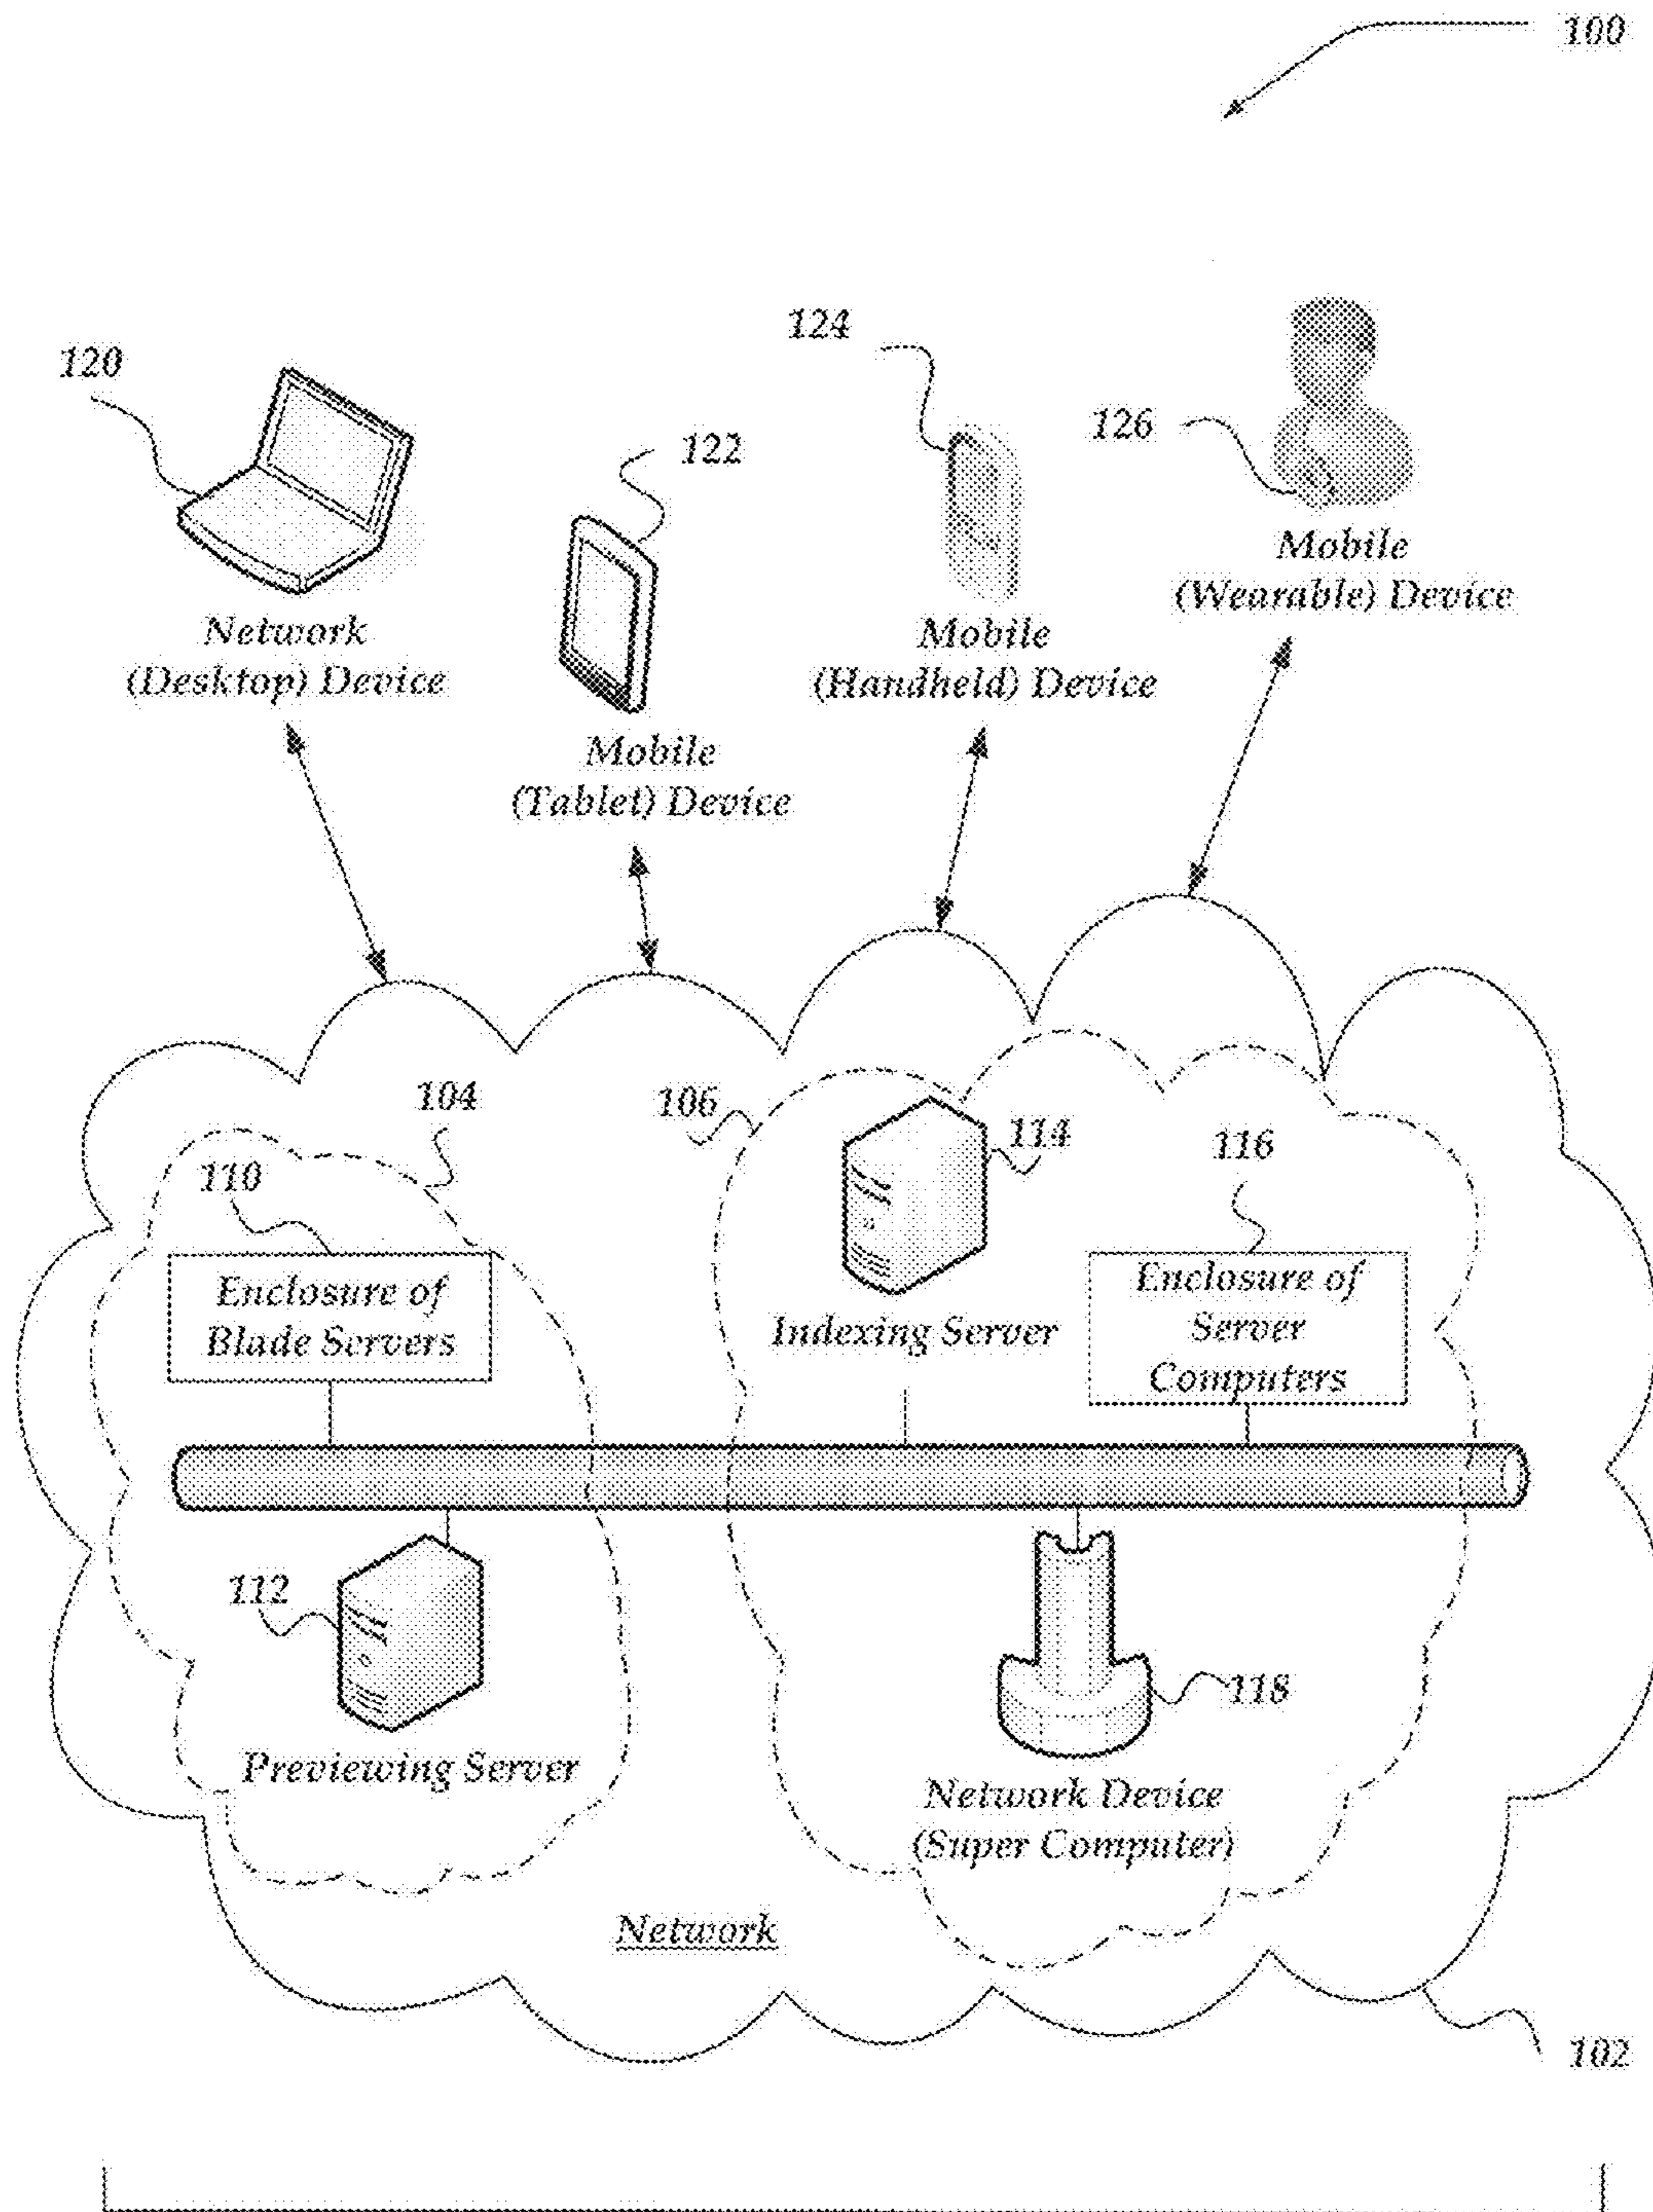 100
124
120
126
122
Mobile
(Wearable) Device
Network
(Desktop) Device
Mobile
(Handheld) Device
Mobile
(Tablet) Device
104
106
114
116
110
Enclosure of
Blade Servers
Indexing Server
Enclosure of
Server
Computers
112
118
Previewing Server
Network Device
(Super Computer)
Network
102